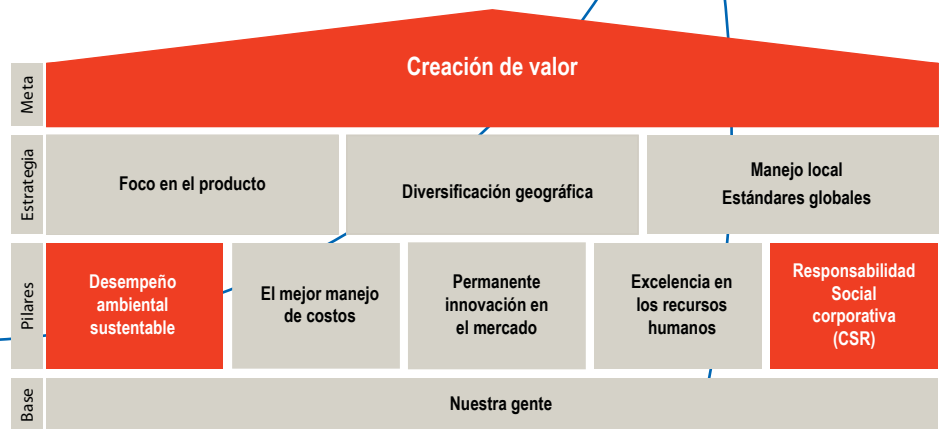 Meta
Creación de valor
Estrategia
Foco en el producto
Diversificación geográfica
Manejo local
Estándares globales
Pilares
Desempeño
ambiental
sustentable
El mejor manejo
de costos
Permanente
innovación en
el mercado
Excelencia en
los recursos
humanos
Responsabilidad
Social
corporativa
(CSR)
Base
Nuestra gente